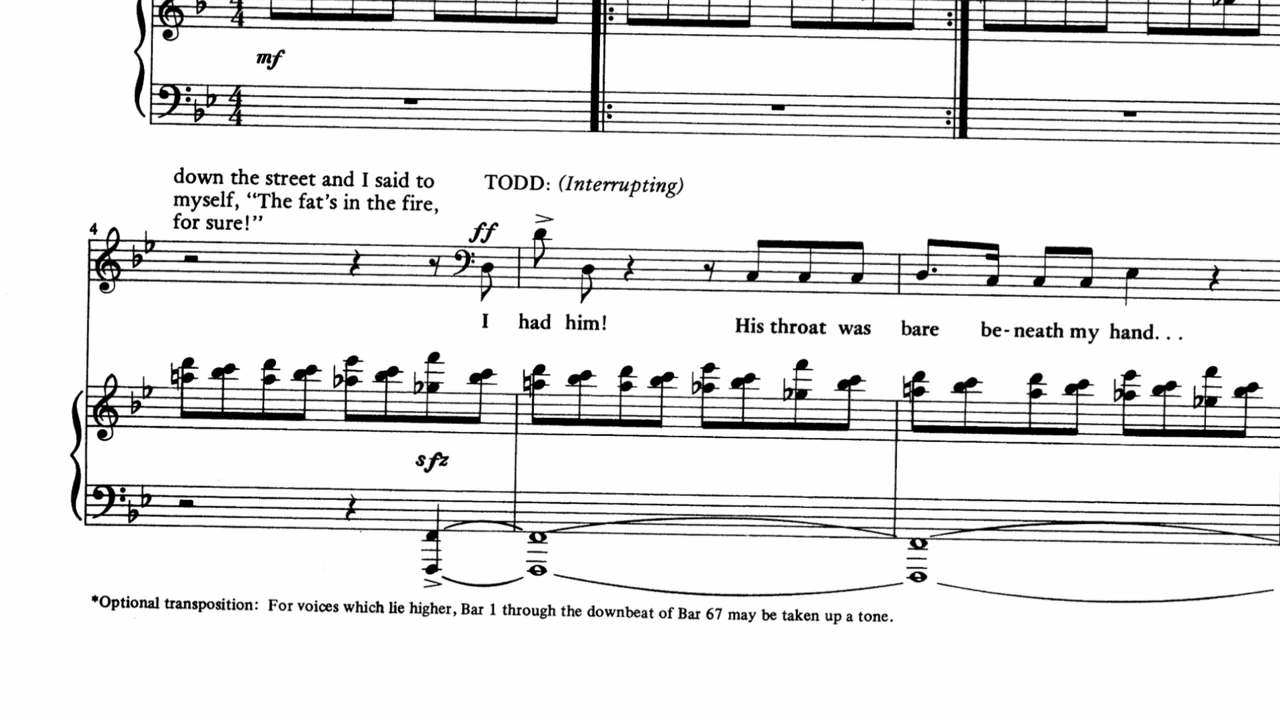 mf
down the street and I said to
myself, “The fat’s in the fire,
for sure!”
TODD: (Interrupting)
4
ff
I had him! His throat was bare be-neath my hand. . .
sfz
*Optional transposition: For voices which lie higher, Bar 1 through the downbeat of Bar 67 may be taken up a tone.